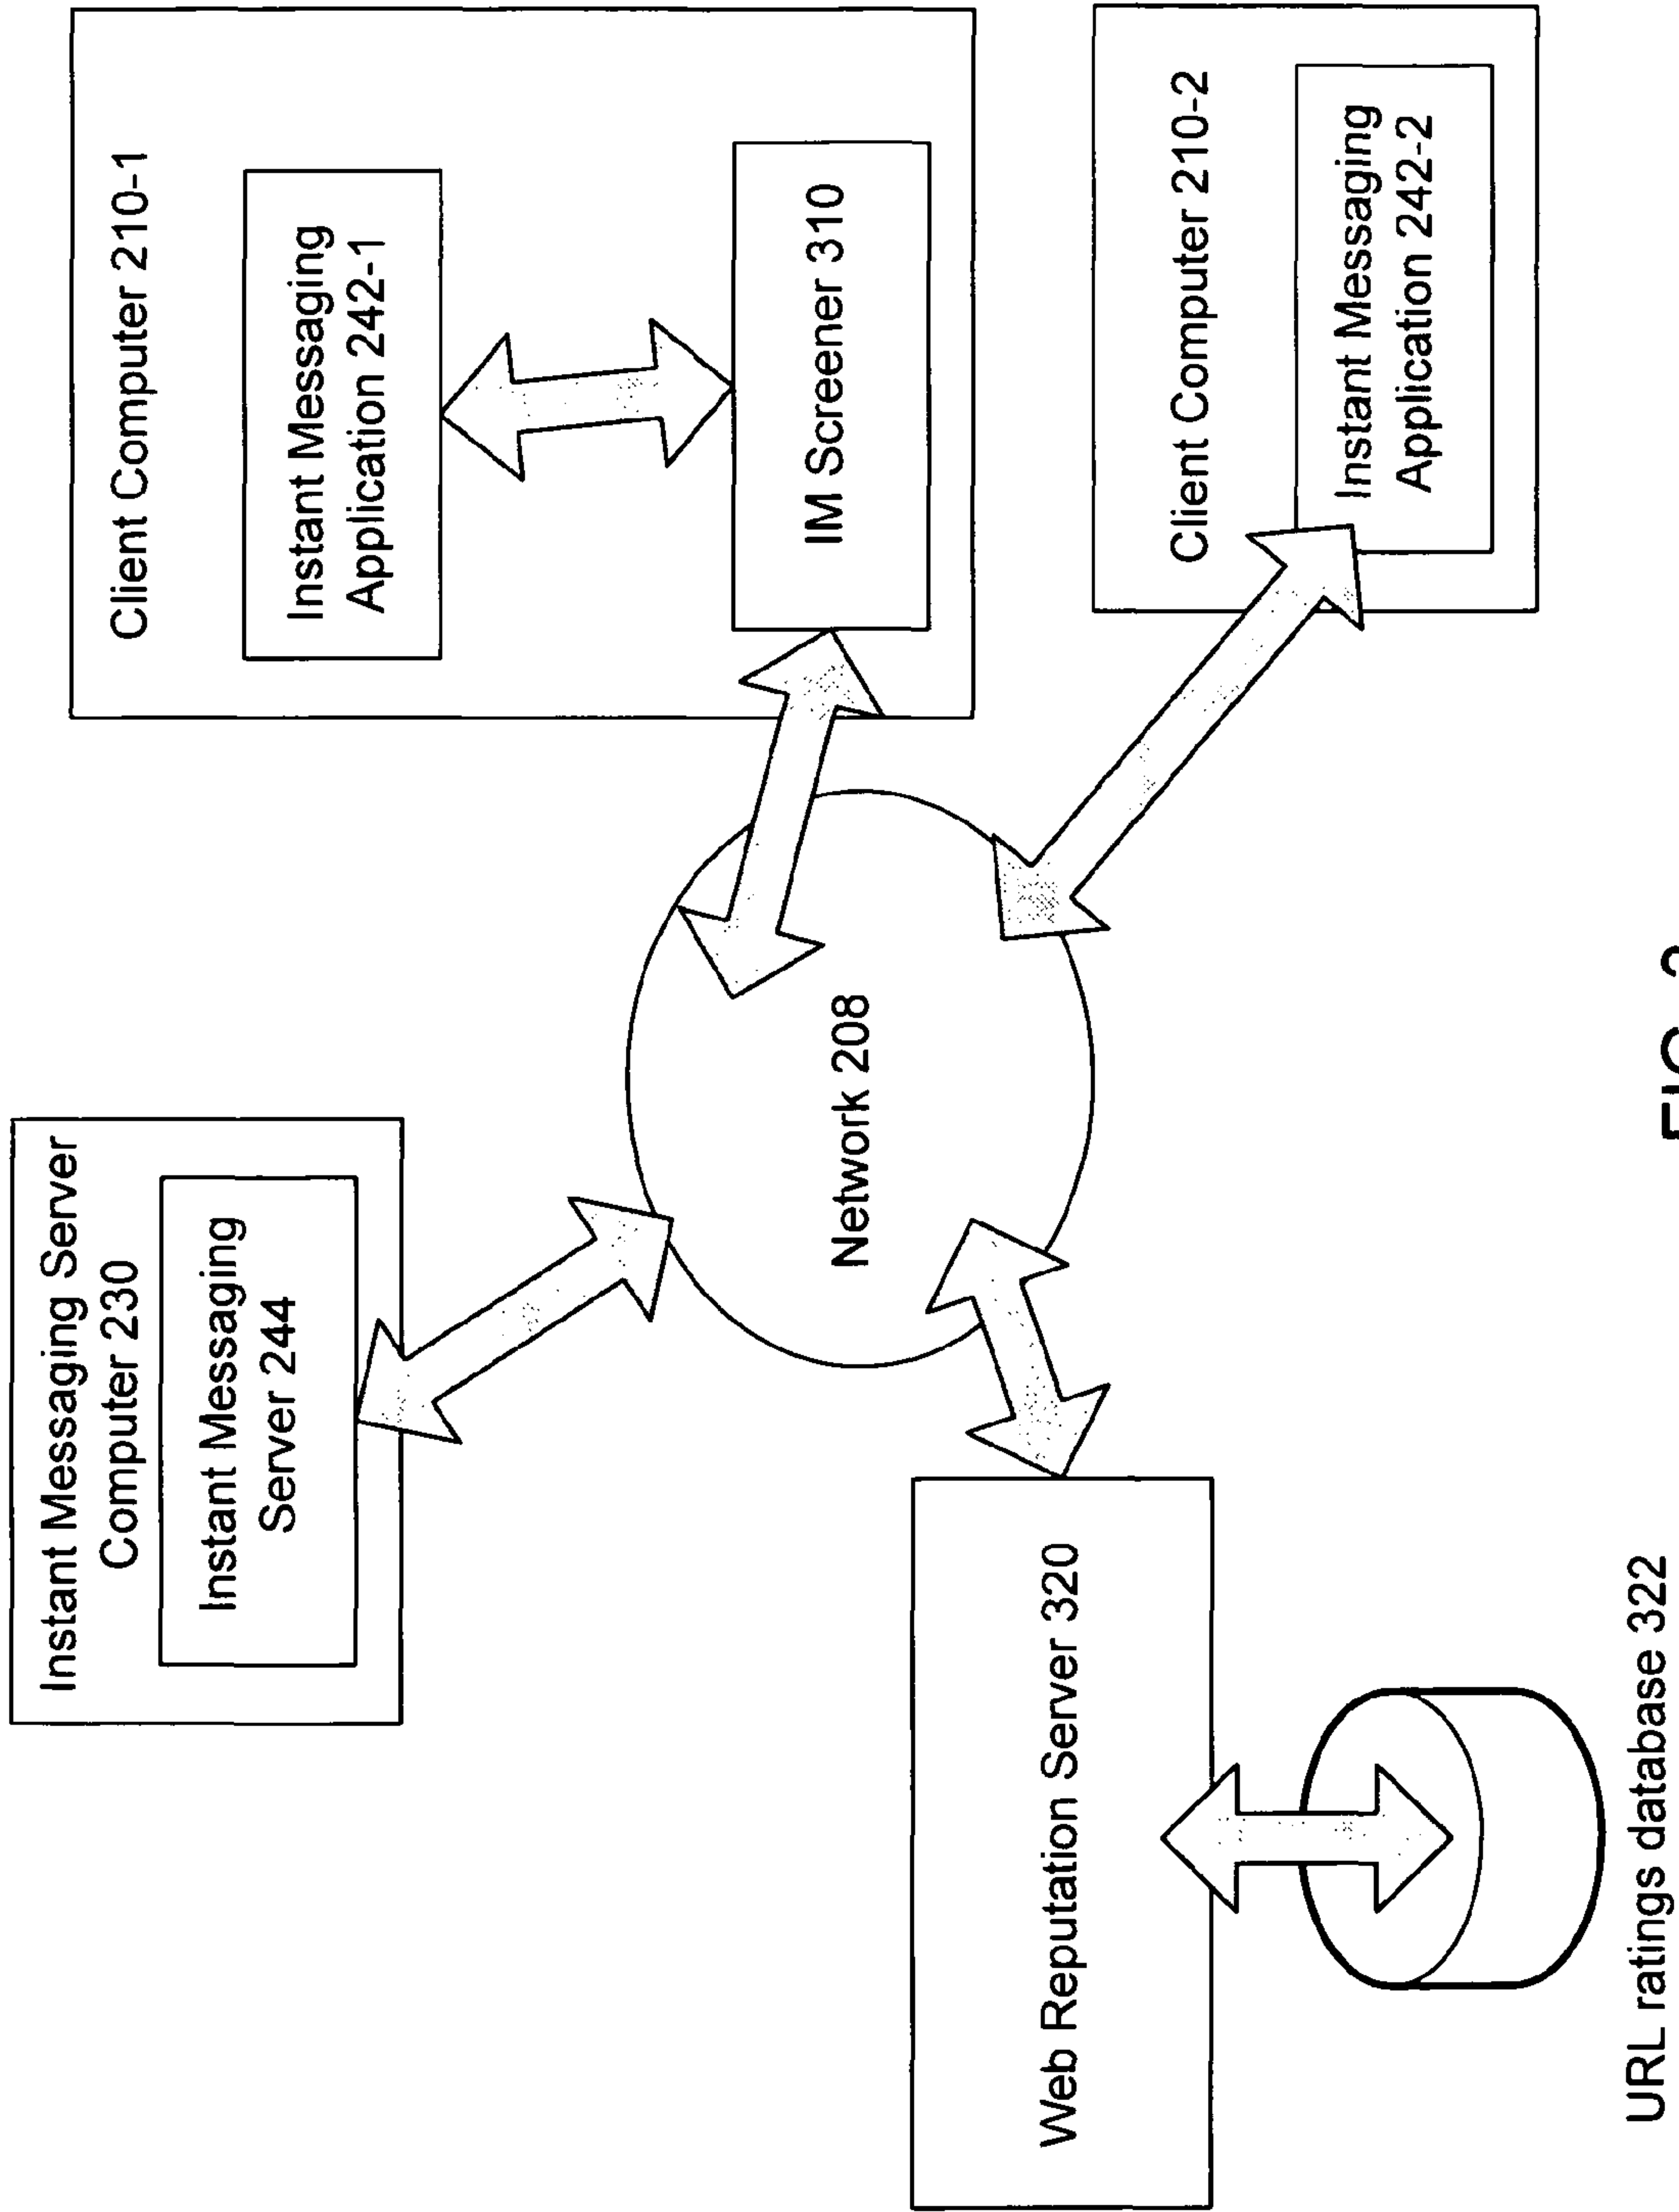 Instant Messaging Server
Computer 230
Instant Messaging
Server 244
Client Computer 210-1
Instant Messaging
Application 242-1
IM Screener 310
Network 208
Web Reputation Server 320
Client Computer 210-2
Instant Messaging
Application 242-2
URL ratings database 322
FIG